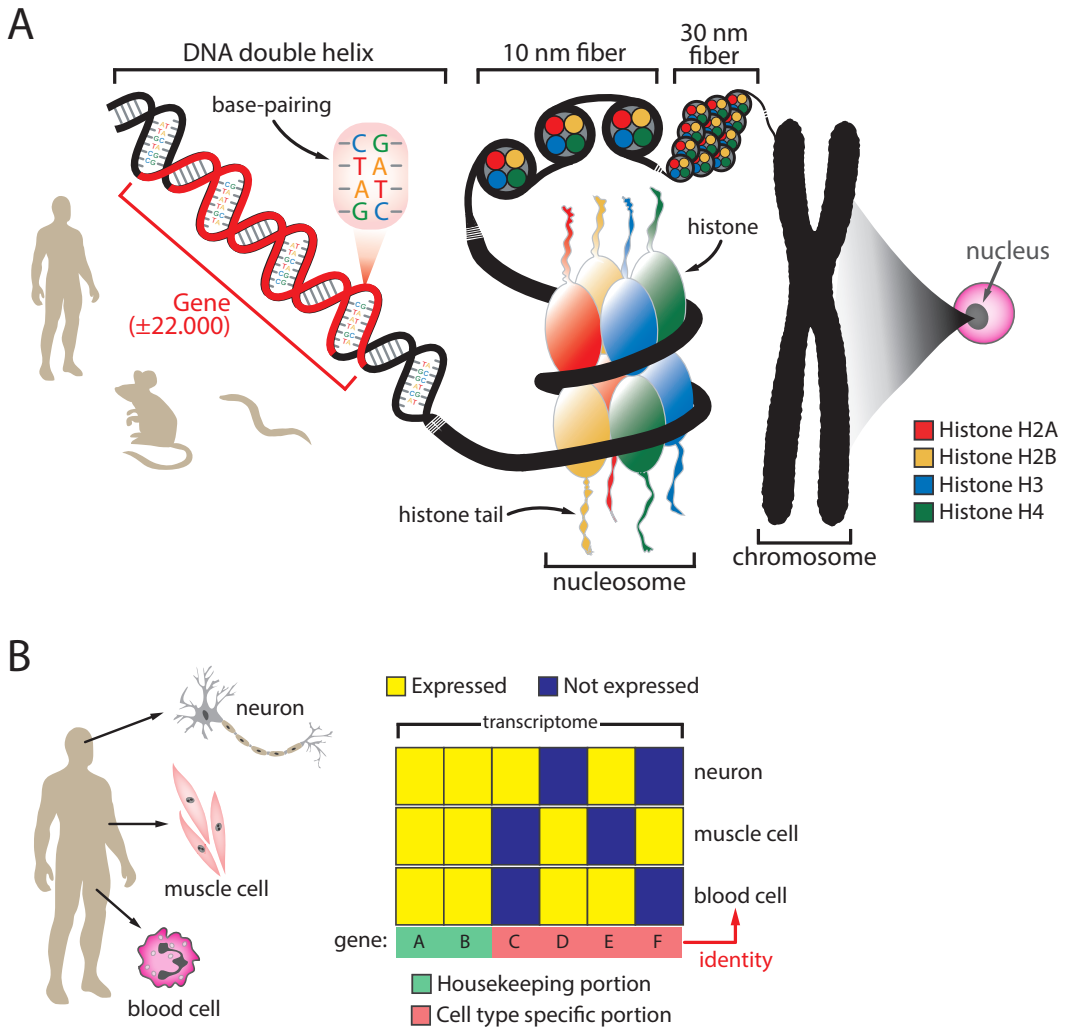 A
DNA double helix
10 nm fiber
30 nm
fiber
base-pairing
C G
T A
A T
G C
histone
nucleus
Gene
(±22.000)
Histone H2A
Histone H2B
Histone H3
Histone H4
histone tail
nucleosome
chromosome
B
neuron
muscle cell
blood cell
Expressed
Not expressed
transcriptome
neuron
muscle cell
blood cell
gene: A B C D E F
identity
Housekeeping portion
Cell type specific portion